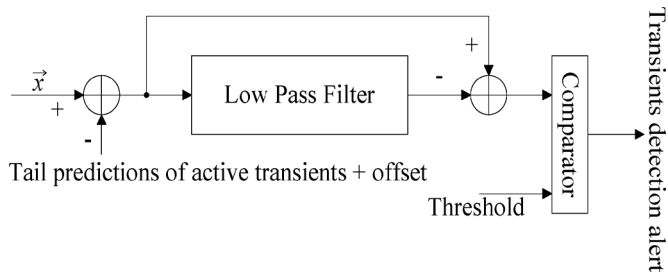 x⃗
+
-
Low Pass Filter
+
-
Comparator
Transients detection alert
Tail predictions of active transients + offset
Threshold